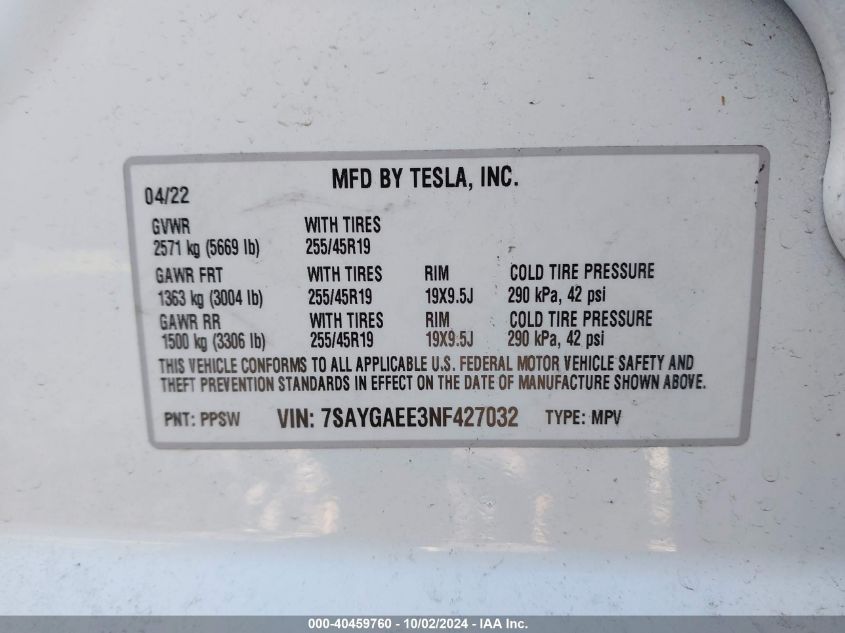 MFD BY TESLA, INC.
04/22
GVWR WITH TIRES
2571 kg (5669 lb) 255/45R19
GAWR FRT WITH TIRES RIM COLD TIRE PRESSURE
1363 kg (3004 lb) 255/45R19 19X9.5J 290 kPa, 42 psi
GAWR RR WITH TIRES RIM COLD TIRE PRESSURE
1500 kg (3306 lb) 255/45R19 19X9.5J 290 kPa, 42 psi
THIS VEHICLE CONFORMS TO ALL APPLICABLE U.S. FEDERAL MOTOR VEHICLE SAFETY AND
THEFT PREVENTION STANDARDS IN EFFECT ON THE DATE OF MANUFACTURE SHOWN ABOVE.
PNT: PPSW VIN: 7SAYGAEE3NF427032 TYPE: MPV
000-40459760 - 10/02/2024 - IAA Inc.